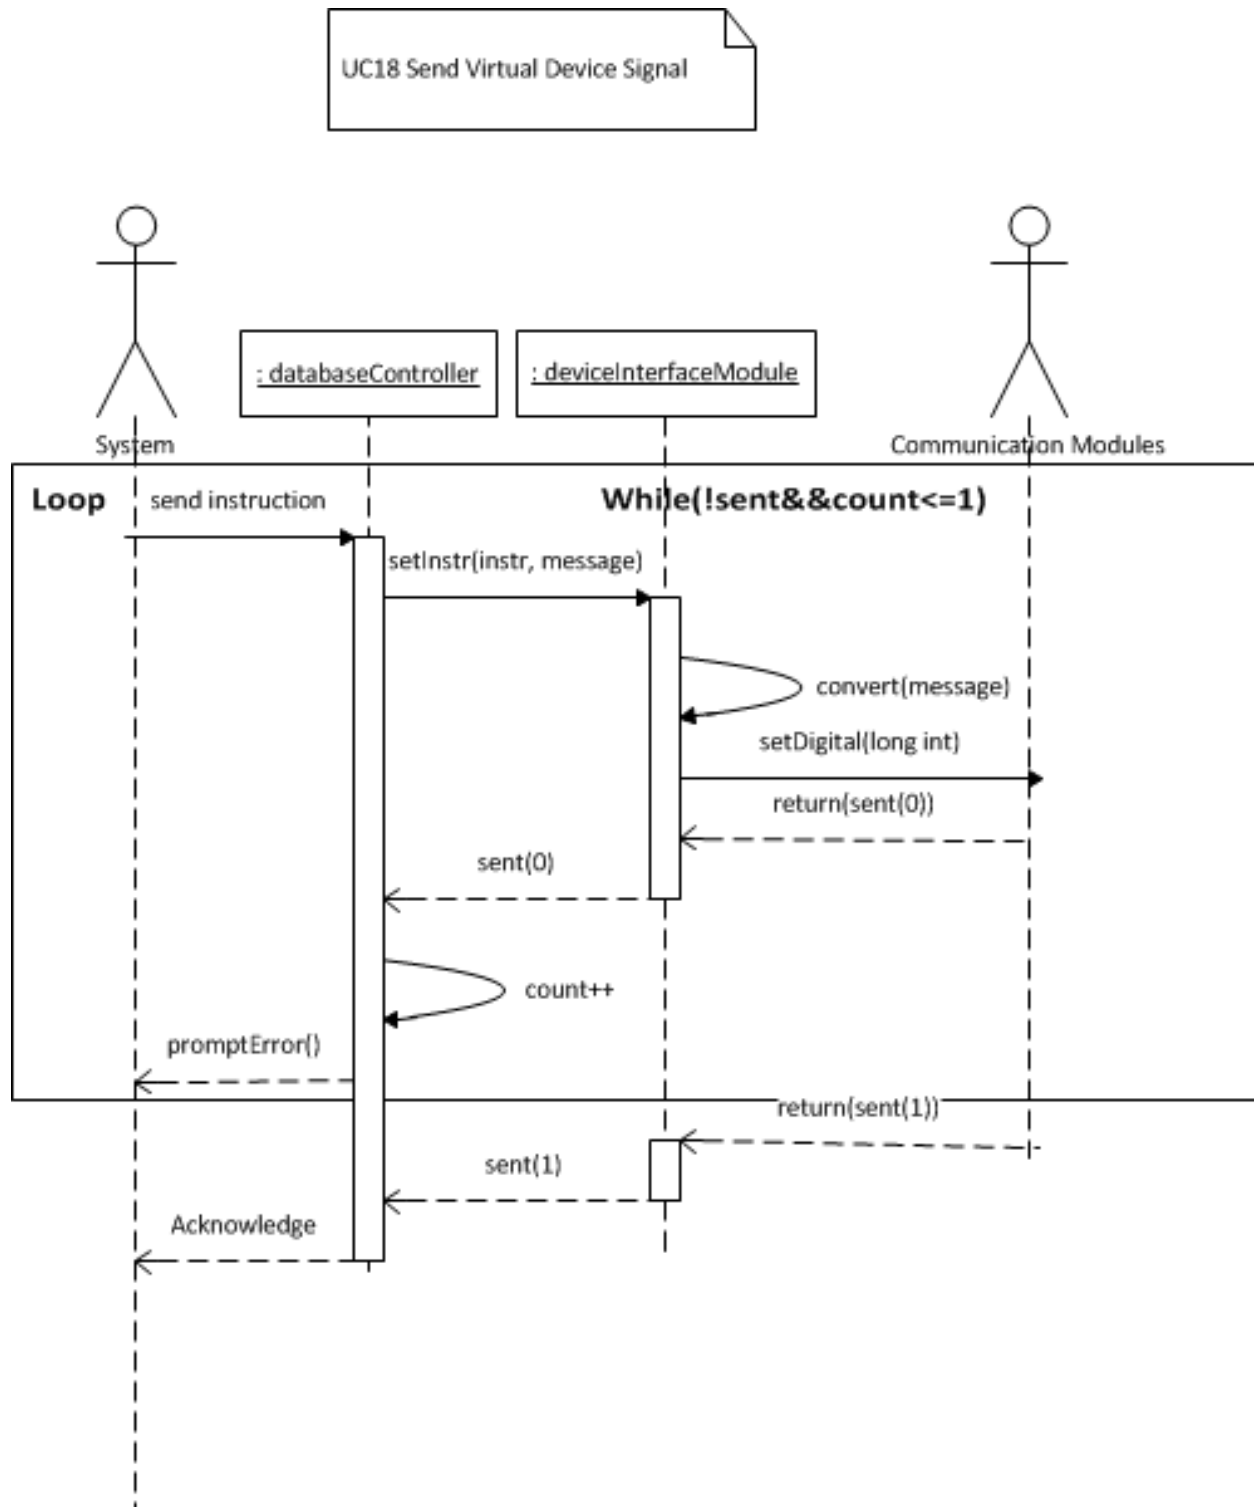 UC18 Send Virtual Device Signal
: databaseController
: deviceInterfaceModule
System
Communication Modules
Loop
send instruction
While(!sent&&count<=1)
setInstr(instr, message)
convert(message)
setDigital(long int)
return(sent(0))
sent(0)
count++
promptError()
return(sent(1))
sent(1)
Acknowledge